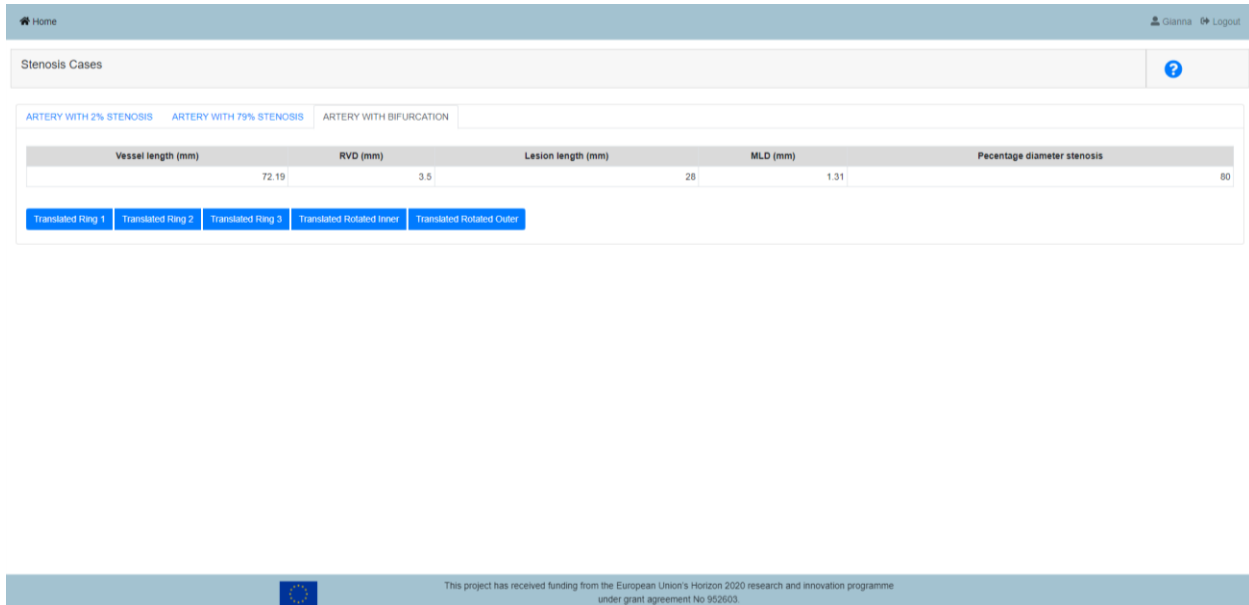 Home
Gianna Logout
Stenosis Cases
ARTERY WITH 2% STENOSIS ARTERY WITH 79% STENOSIS ARTERY WITH BIFURCATION
Vessel length (mm) RVD (mm) Lesion length (mm) MLD (mm) Pecentage diameter stenosis
72.19 3.5 28 1.31 80
Translated Ring 1 Translated Ring 2 Translated Ring 3 Translated Rotated Inner Translated Rotated Outer
This project has received funding from the European Union's Horizon 2020 research and innovation programme
under grant agreement No 952603.